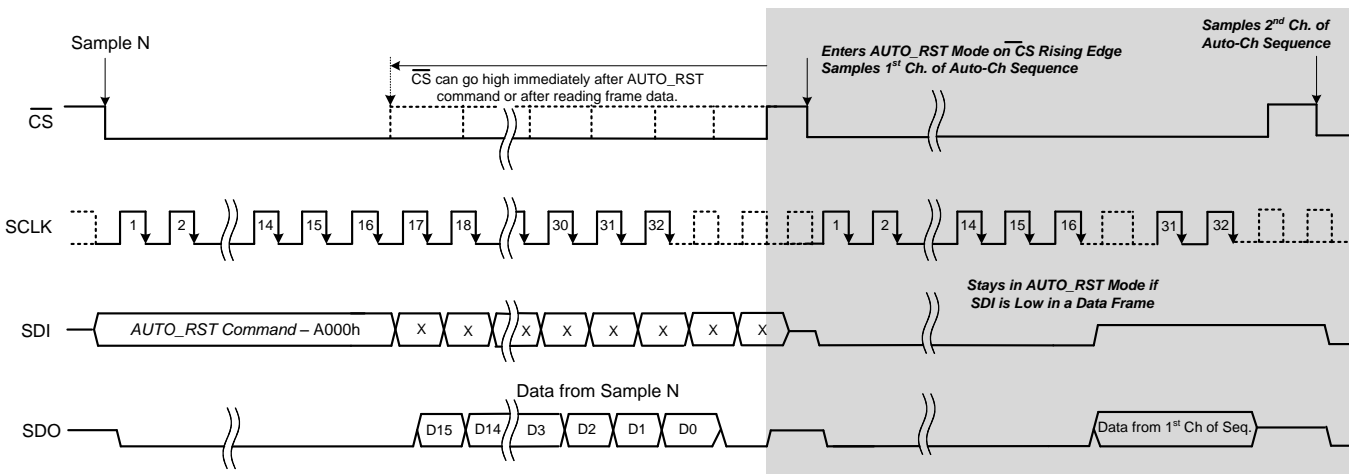 Sample N
CS can go high immediately after AUTO_RST
command or after reading frame data.
Enters AUTO_RST Mode on CS Rising Edge
Samples 1st Ch. of Auto-Ch Sequence
Samples 2nd Ch. of
Auto-Ch Sequence
CS
SCLK
1 2 14 15 16 17 18 30 31 32 1 2 14 15 16 31 32
Stays in AUTO_RST Mode if
SDI is Low in a Data Frame
SDI
AUTO_RST Command – A000h X X X X X X X X
Data from Sample N
SDO
D15 D14 D3 D2 D1 D0 Data from 1st Ch of Seq.